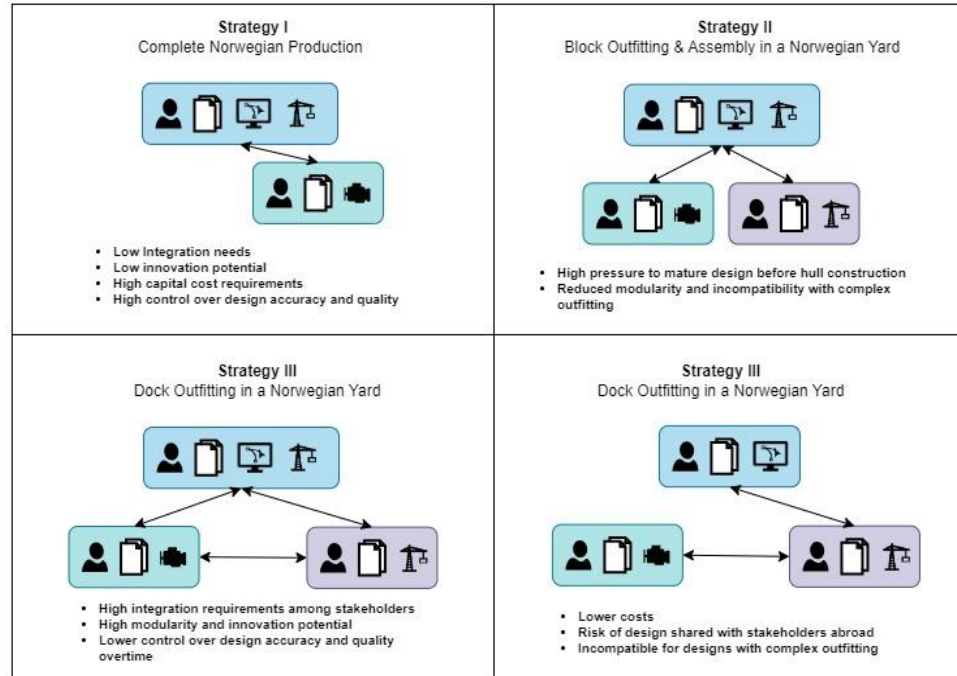 Strategy I
Complete Norwegian Production
Low Integration needs
Low innovation potential
High capital cost requirements
High control over design accuracy and quality
Strategy II
Block Outfitting & Assembly in a Norwegian Yard
High pressure to mature design before hull construction
Reduced modularity and incompatibility with complex
outfitting
Strategy III
Dock Outfitting in a Norwegian Yard
High integration requirements among stakeholders
High modularity and innovation potential
Lower control over design accuracy and quality
overtime
Strategy III
Dock Outfitting in a Norwegian Yard
Lower costs
Risk of design shared with stakeholders abroad
Incompatible for designs with complex outfitting